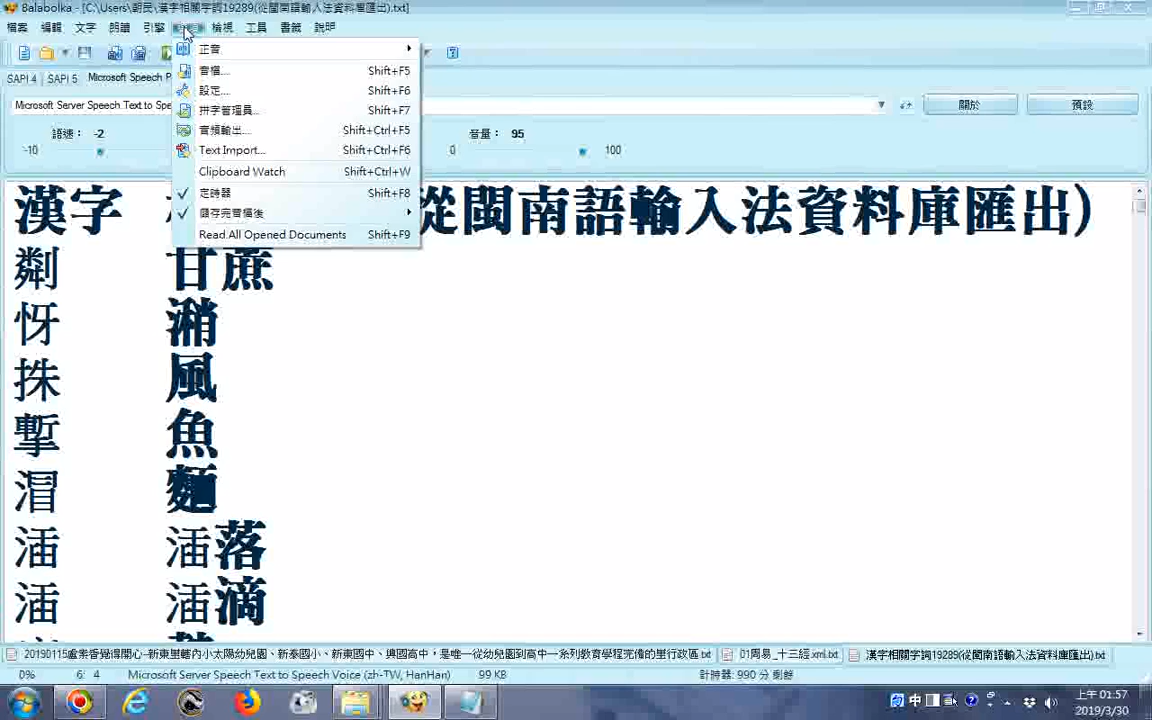 Balabolka - [C:\Users\朝民\漢字相關字詞19289(從閩南語輸入法資料庫匯出).txt]
檔案 編輯 文字 朗讀 引擎 檢視 工具 書籤 說明
SAPI 4 SAPI 5 Microsoft Speech P
Microsoft Server Speech Text to Spe
關於 預設
語速： -2 音量： 95
-10 0 100
正音
音檔... Shift+F5
設定... Shift+F6
拼字管理員... Shift+F7
音頻輸出... Shift+Ctrl+F5
Text Import... Shift+Ctrl+F6
Clipboard Watch Shift+Ctrl+W
定時器 Shift+F8
儲存完音檔後
Read All Opened Documents Shift+F9
漢字 從閩南語輸入法資料庫匯出)
甘蔗
伢
風
魚
麵
洏落
洏滴
20190115盧素香覺得開心--新東里轄內小太陽幼兒園、新泰國小、新東國中、興國高中，是唯一從幼兒園到高中一系列教育學程完備的里行政區.txt 01周易_十三經.xml.txt 漢字相關字詞19289(從閩南語輸入法資料庫匯出).txt
0% 6: 4 Microsoft Server Speech Text to Speech Voice (zh-TW, HanHan) 99 KB 計時器: 990 分 剩餘
中
上午 01:57
2019/3/30